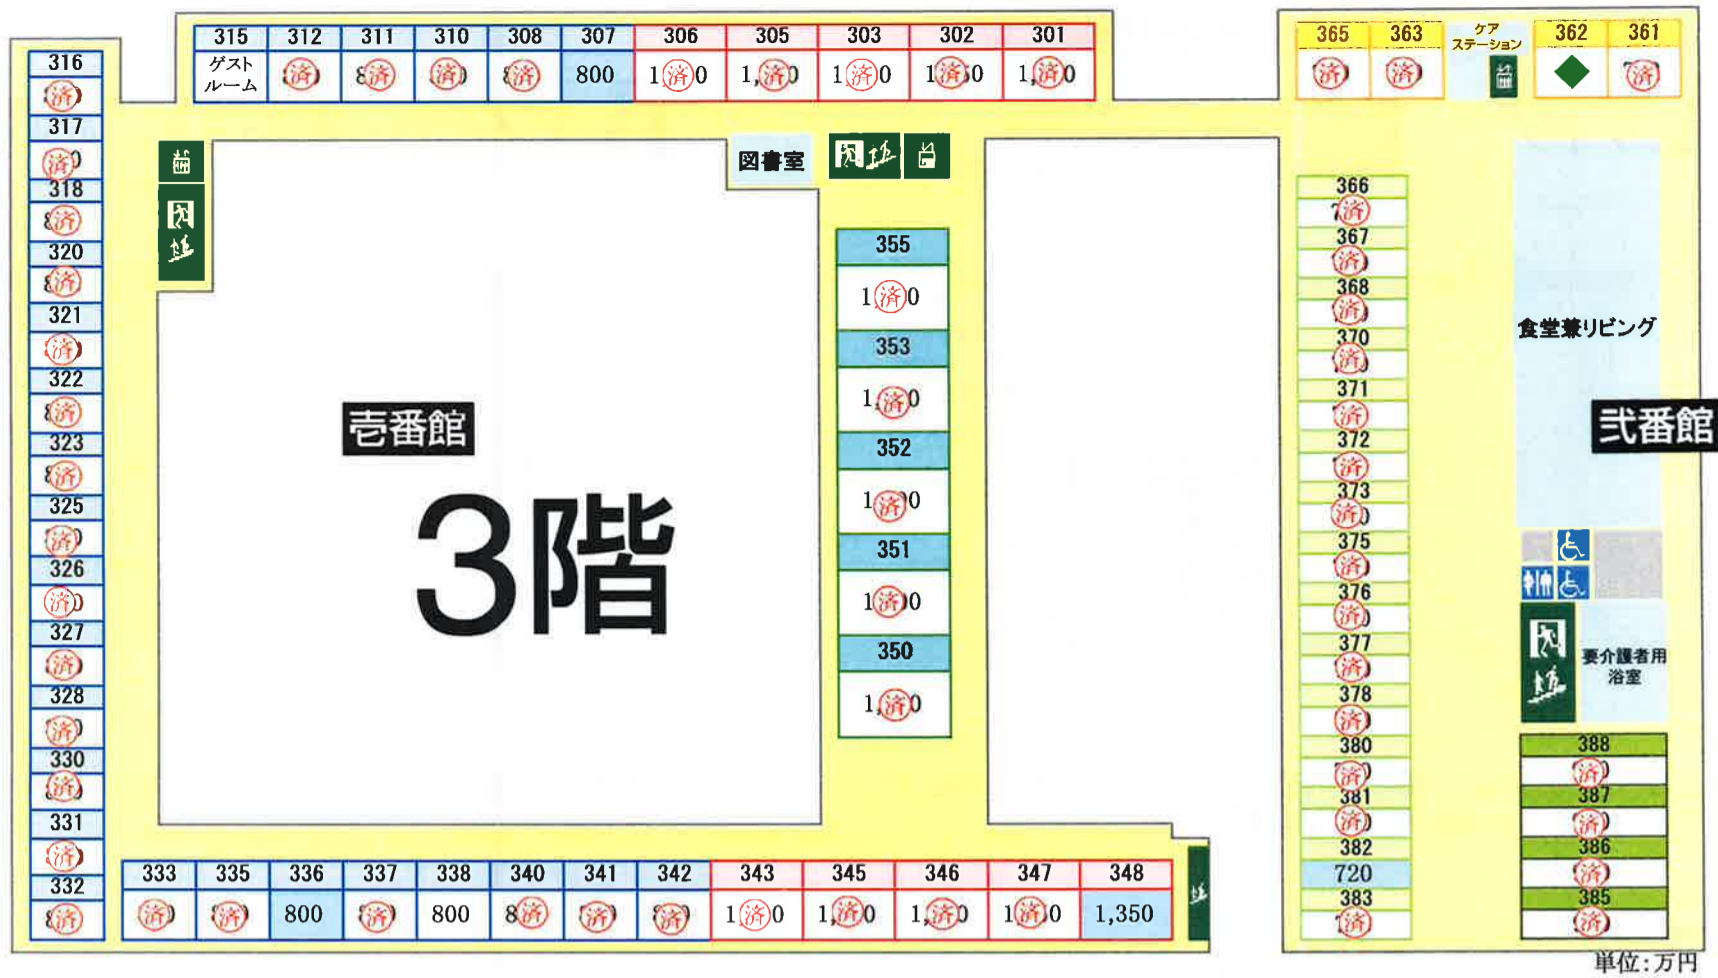 315 312 311 310 308 307 306 305 303 302 301
ゲスト
ルーム 済 済 済 済 800 済 済 済 済 済
365 363 ケア
ステーション 362 361
済 済 済
316
済
317
済
318
済
320
済
321
済
322
済
323
済
325
済
326
済
327
済
328
済
330
済
331
済
332
済
図書室
355
済
353
済
352
済
351
済
350
済
壱番館
3階
333 335 336 337 338 340 341 342 343 345 346 347 348
済 済 800 済 800 済 済 済 済 済 済 済 1,350
366
済
367
済
368
済
370
済
371
済
372
済
373
済
375
済
376
済
377
済
378
済
380
済
381
済
382
720
383
済
食堂兼リビング
弐番館
要介護者用
浴室
388
済
387
済
386
済
385
済
単位:万円